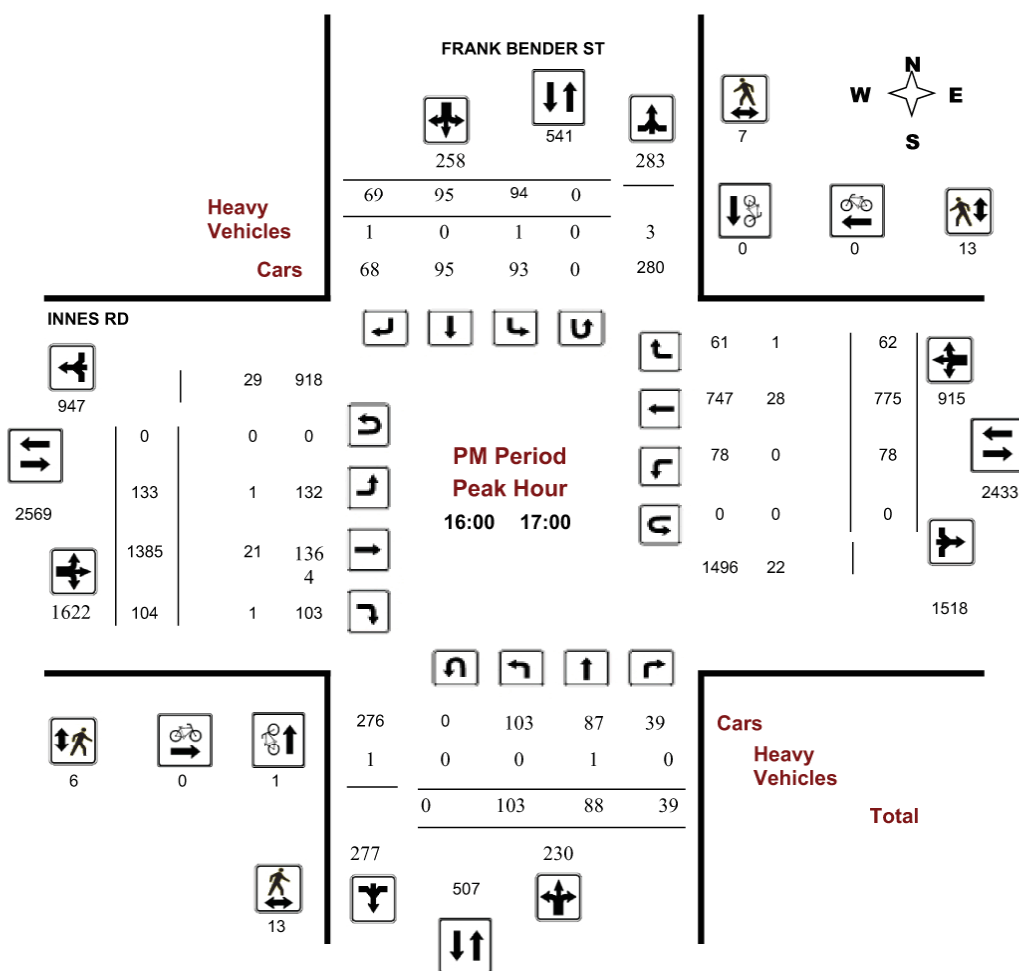 FRANK BENDER ST
N
W E
S
541
7
258
283
69 95 94 0
Heavy
Vehicles
1 0 1 0 3
0 0 13
Cars
68 95 93 0 280
INNES RD
61 1 62
29 918
947
747 28 775 915
0 0 0
PM Period
78 0 78
133 1 132
Peak Hour
2433
2569
16:00 17:00
0 0 0
1385 21 136
4
1496 22
1622 104 1 103
1518
276 0 103 87 39
Cars
1 0 0 1 0
Heavy
Vehicles
6 0 1
0 103 88 39
Total
277 230
507
13